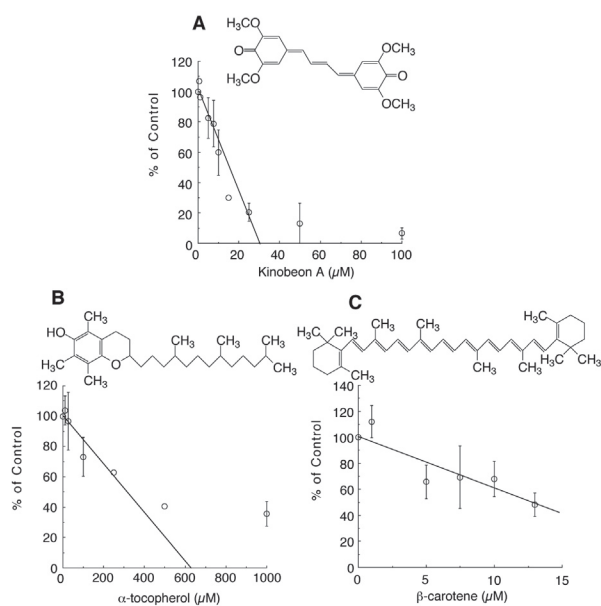 A
H₃CO
OCH₃
O
O
H₃CO
OCH₃
120
100
80
60
40
20
0
% of Control
0 20 40 60 80 100
Kinobeon A (µM)
B
CH₃
HO
H₃C
O
CH₃
CH₃
CH₃
CH₃
CH₃
120
100
80
60
40
20
0
% of Control
0 200 400 600 800 1000
α-tocopherol (µM)
C
H₃C CH₃
CH₃
CH₃
CH₃
CH₃
CH₃
CH₃
H₃C
CH₃
140
120
100
80
60
40
20
0
% of Control
5 10 15
β-carotene (µM)